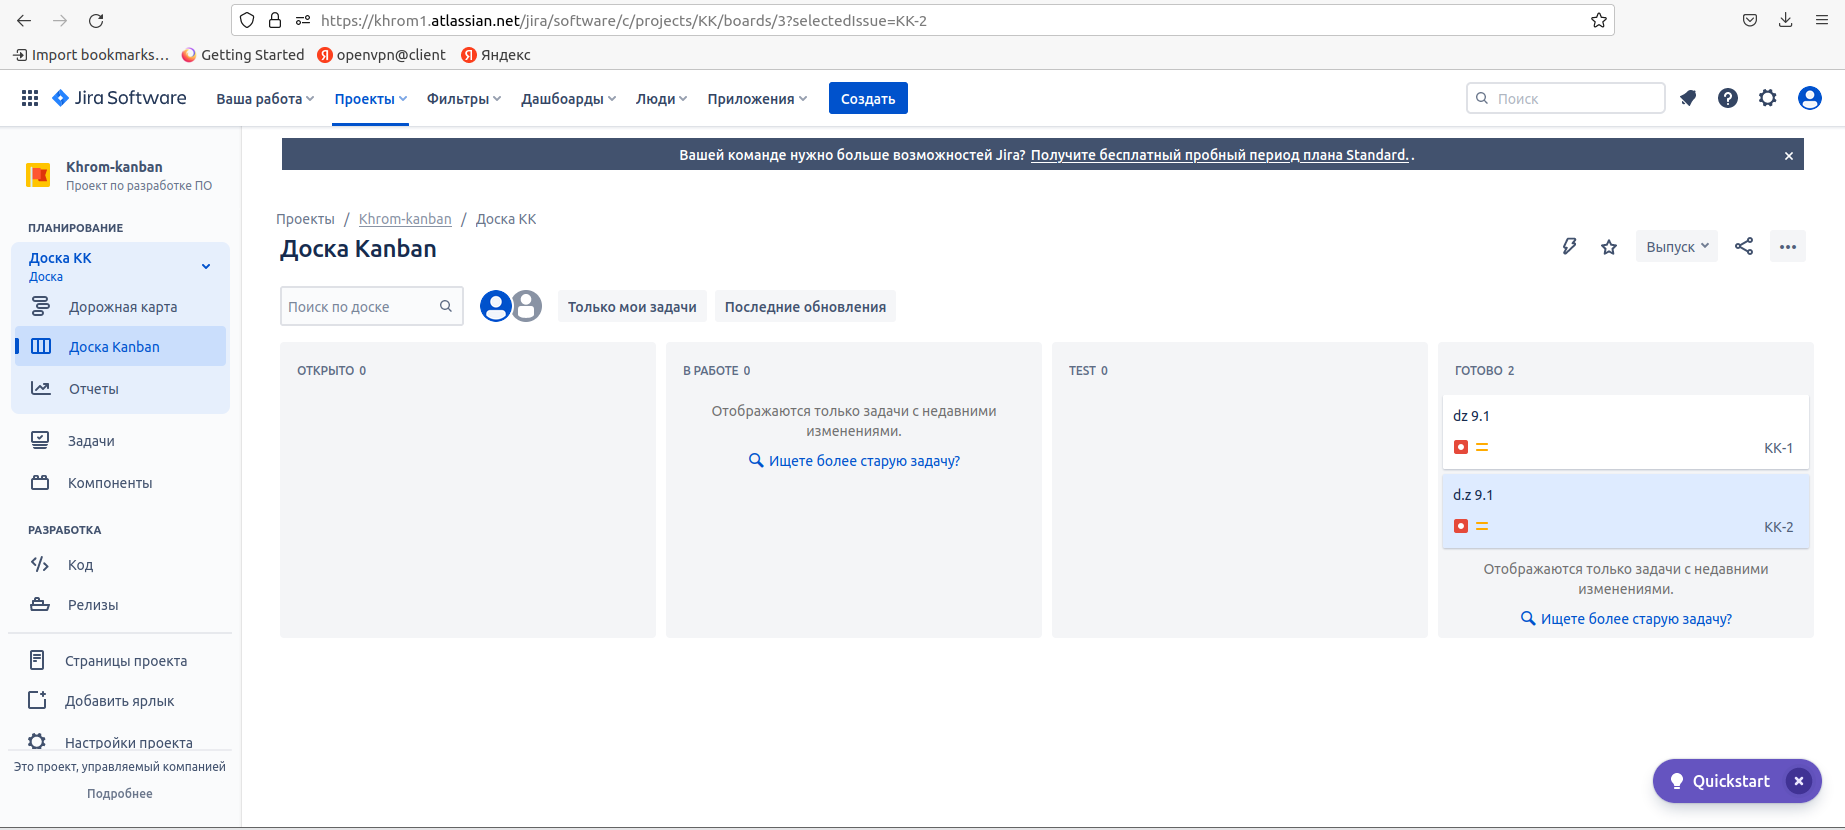 https://khrom1.atlassian.net/jira/software/c/projects/KK/boards/3?selectedIssue=KK-2
Import bookmarks… Getting Started openvpn@client Яндекс
Jira Software Ваша работа Проекты Фильтры Дашборды Люди Приложения Создать Поиск
Вашей команде нужно больше возможностей Jira? Получите бесплатный пробный период плана Standard. .
Khrom-kanban
Проект по разработке ПО
ПЛАНИРОВАНИЕ
Доска КК
Доска
Дорожная карта
Доска Kanban
Отчеты
Задачи
Компоненты
РАЗРАБОТКА
Код
Релизы
Страницы проекта
Добавить ярлык
Настройки проекта
Это проект, управляемый компанией
Подробнее
Проекты / Khrom-kanban / Доска КК
Доска Kanban
Выпуск
Поиск по доске Только мои задачи Последние обновления
ОТКРЫТО 0
В РАБОТЕ 0
Отображаются только задачи с недавними
изменениями.
Ищете более старую задачу?
TEST 0
ГОТОВО 2
dz 9.1
KK-1
d.z 9.1
KK-2
Отображаются только задачи с недавними
изменениями.
Ищете более старую задачу?
Quickstart